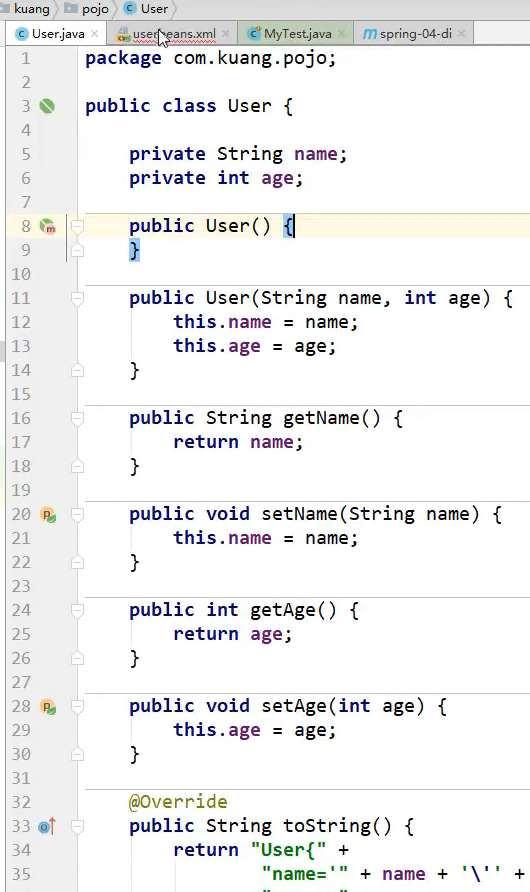 kuang pojo User
User.java userbeans.xml MyTest.java spring-04-di
1 package com.kuang.pojo;
2
3 public class User {
4
5 private String name;
6 private int age;
7
8 public User() {
9 }
10
11 public User(String name, int age) {
12 this.name = name;
13 this.age = age;
14 }
15
16 public String getName() {
17 return name;
18 }
19
20 public void setName(String name) {
21 this.name = name;
22 }
23
24 public int getAge() {
25 return age;
26 }
27
28 public void setAge(int age) {
29 this.age = age;
30 }
31
32 @Override
33 public String toString() {
34 return "User{" +
35 "name='" + name + '\'' +